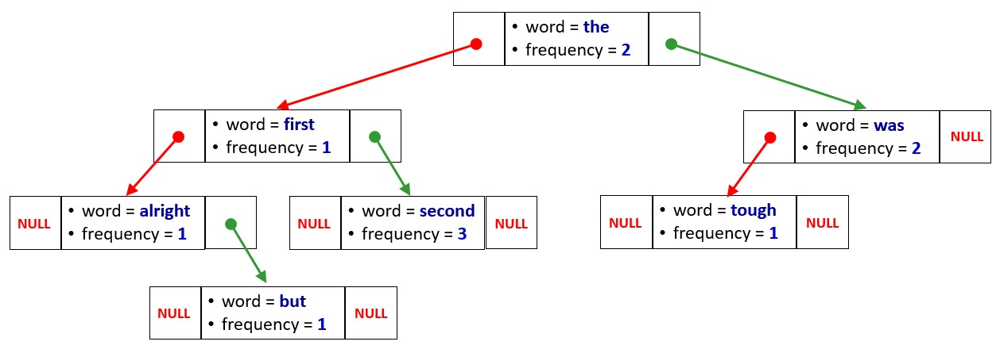 • word = the
• frequency = 2
• word = first
• frequency = 1
• word = was
• frequency = 2
NULL
NULL
• word = alright
• frequency = 1
NULL
• word = second
• frequency = 3
NULL
NULL
• word = tough
• frequency = 1
NULL
NULL
• word = but
• frequency = 1
NULL